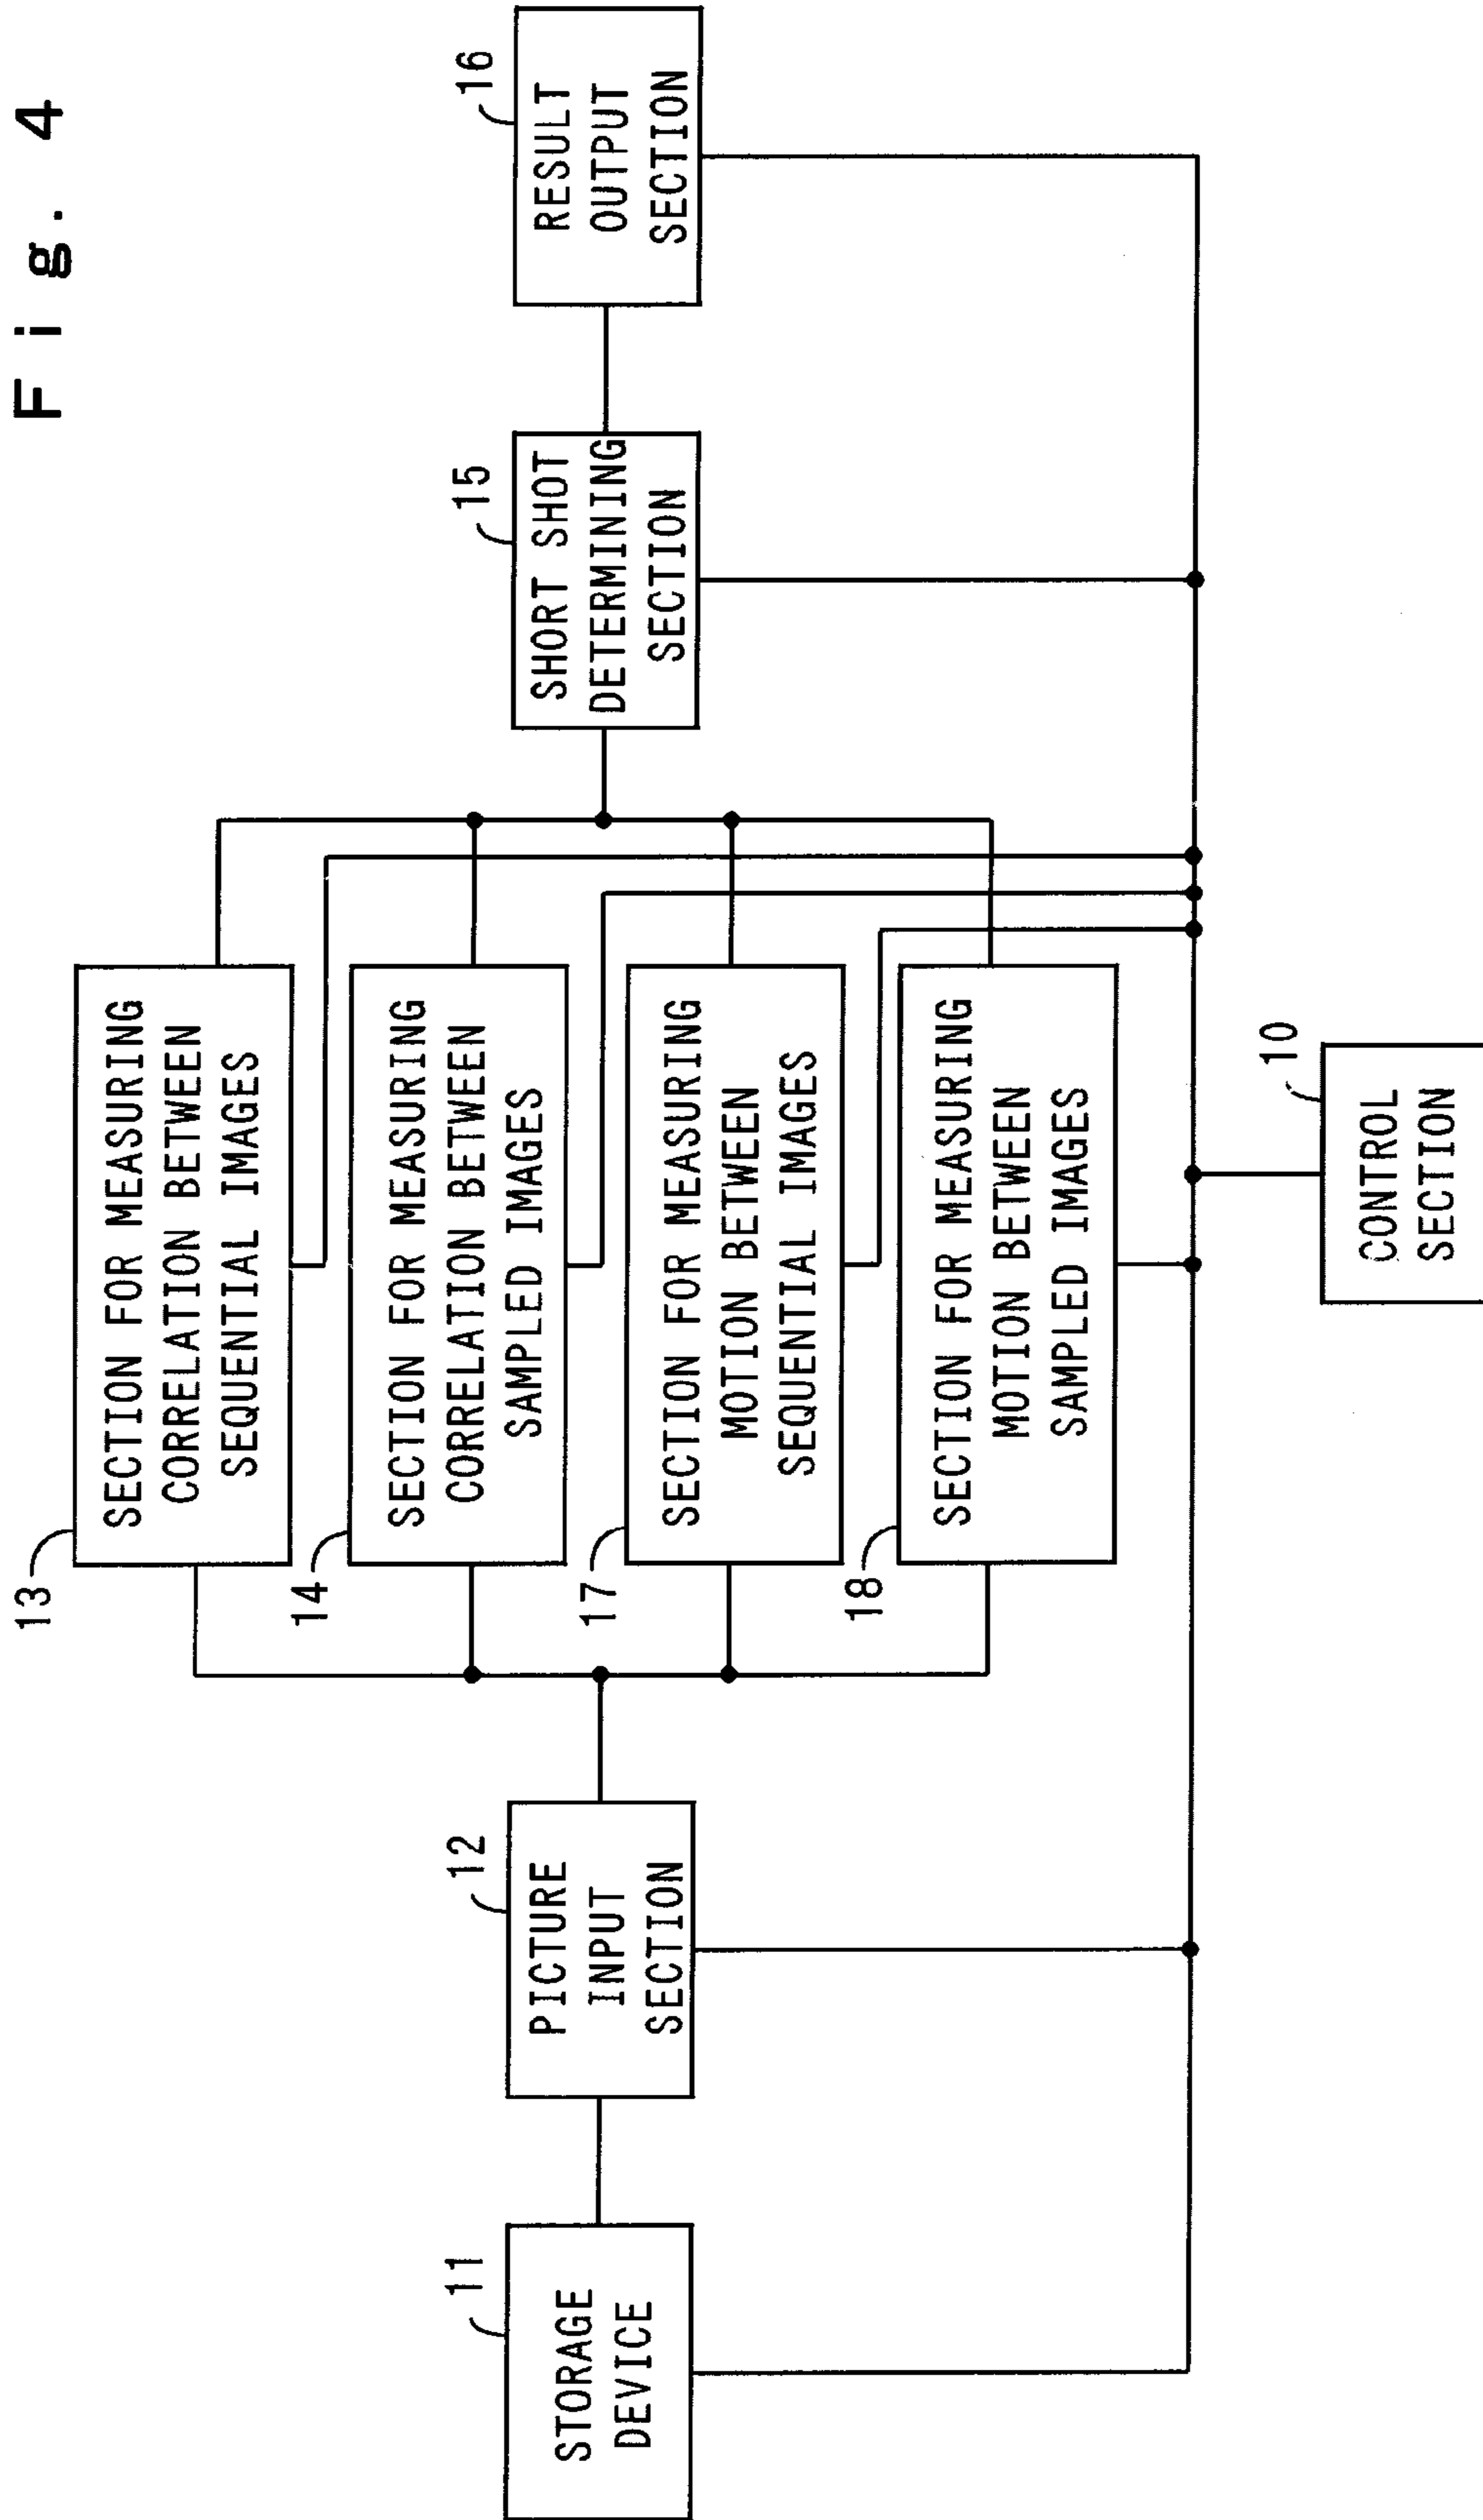 Fig. 4
11
STORAGE
DEVICE
12
PICTURE
INPUT
SECTION
13
SECTION FOR MEASURING
CORRELATION BETWEEN
SEQUENTIAL IMAGES
14
SECTION FOR MEASURING
CORRELATION BETWEEN
SAMPLED IMAGES
17
SECTION FOR MEASURING
MOTION BETWEEN
SEQUENTIAL IMAGES
18
SECTION FOR MEASURING
MOTION BETWEEN
SAMPLED IMAGES
15
SHORT SHOT
DETERMINING
SECTION
16
RESULT
OUTPUT
SECTION
10
CONTROL
SECTION